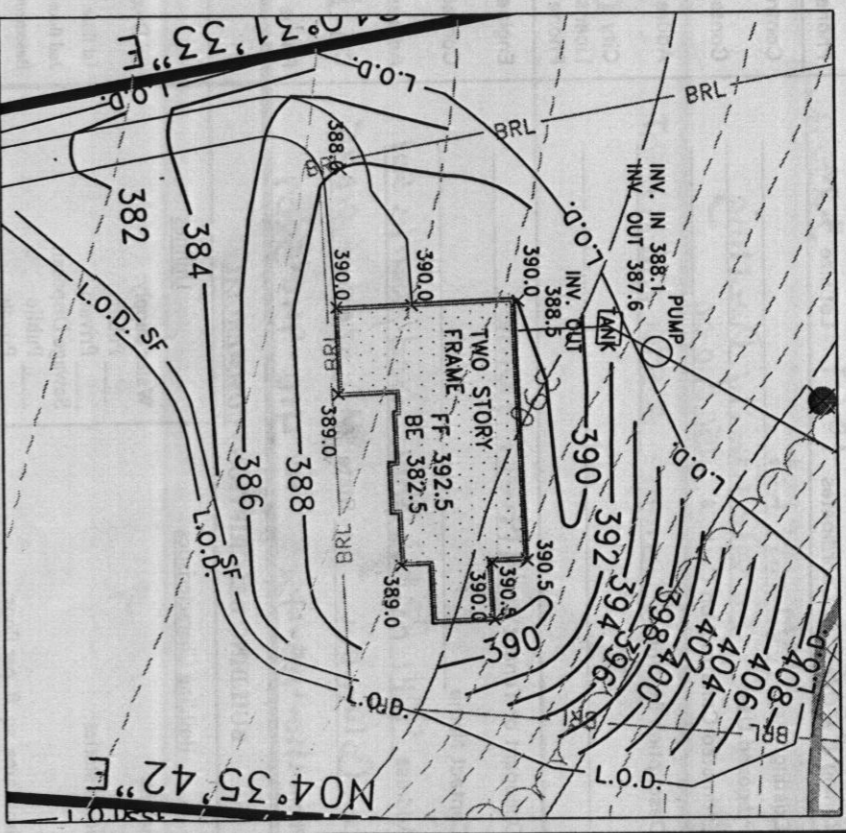 N10°31'33"E
L.O.D.
L.O.D.
BRL
BRL
L.O.D.
388.6
382
384
386
388
L.O.D. SF
L.O.D. SF
INV. IN 388.1
INV. OUT 387.6
PUMP
TANK
INV. OUT
388.5
390.0
390.0
390.0
TWO STORY
FRAME
FF 392.5
BE 382.5
BRL
389.0
BRL
389.0
390.0
390.5
390.5
390
390
392
394
396
398
400
402
404
406
408
L.O.D.
L.O.D.
L.O.D.
L.O.D.
L.O.D.
BRL
BRL
N04°35'42"E